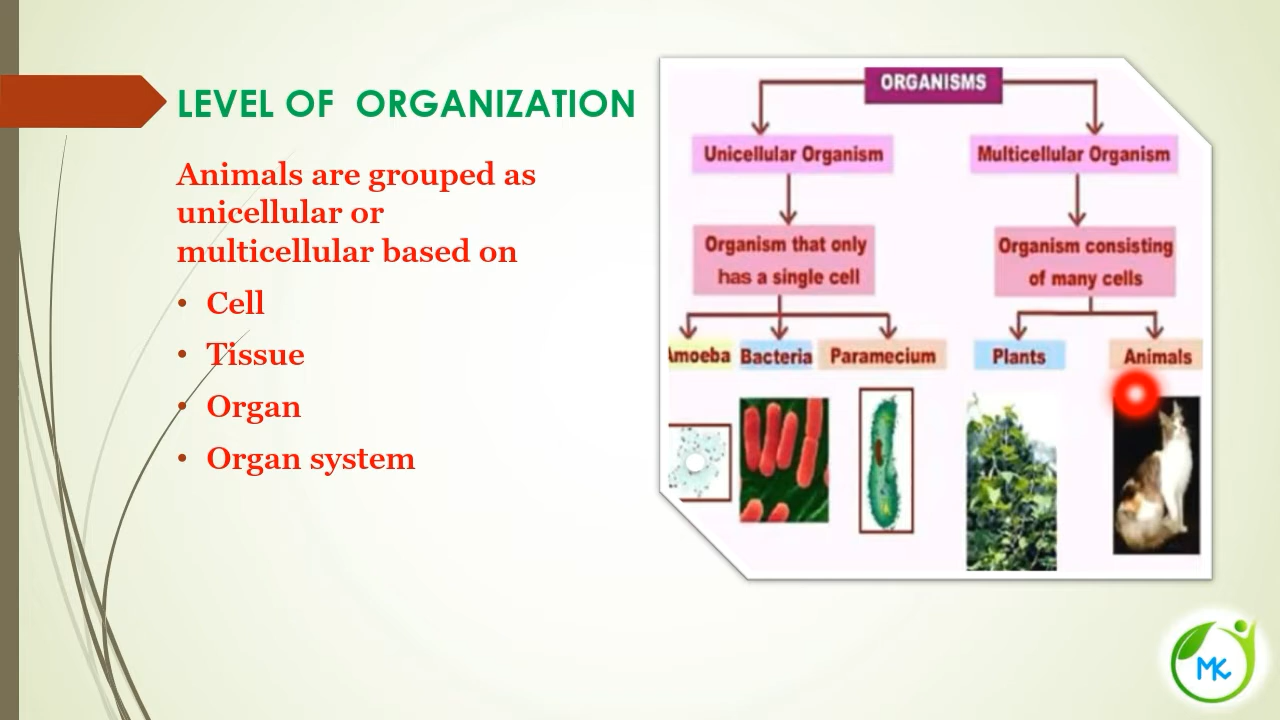 LEVEL OF ORGANIZATION
Animals are grouped as
unicellular or
multicellular based on
• Cell
• Tissue
• Organ
• Organ system
ORGANISMS
Unicellular Organism
Multicellular Organism
Organism that only
has a single cell
Organism consisting
of many cells
Amoeba
Bacteria
Paramecium
Plants
Animals
MK